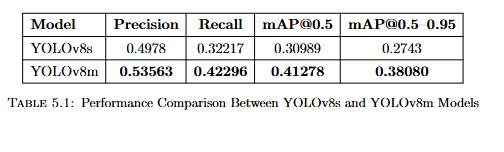 Model Precision Recall mAP@0.5 mAP@0.5–0.95
YOLOv8s 0.4978 0.32217 0.30989 0.2743
YOLOv8m 0.53563 0.42296 0.41278 0.38080
TABLE 5.1: Performance Comparison Between YOLOv8s and YOLOv8m Models